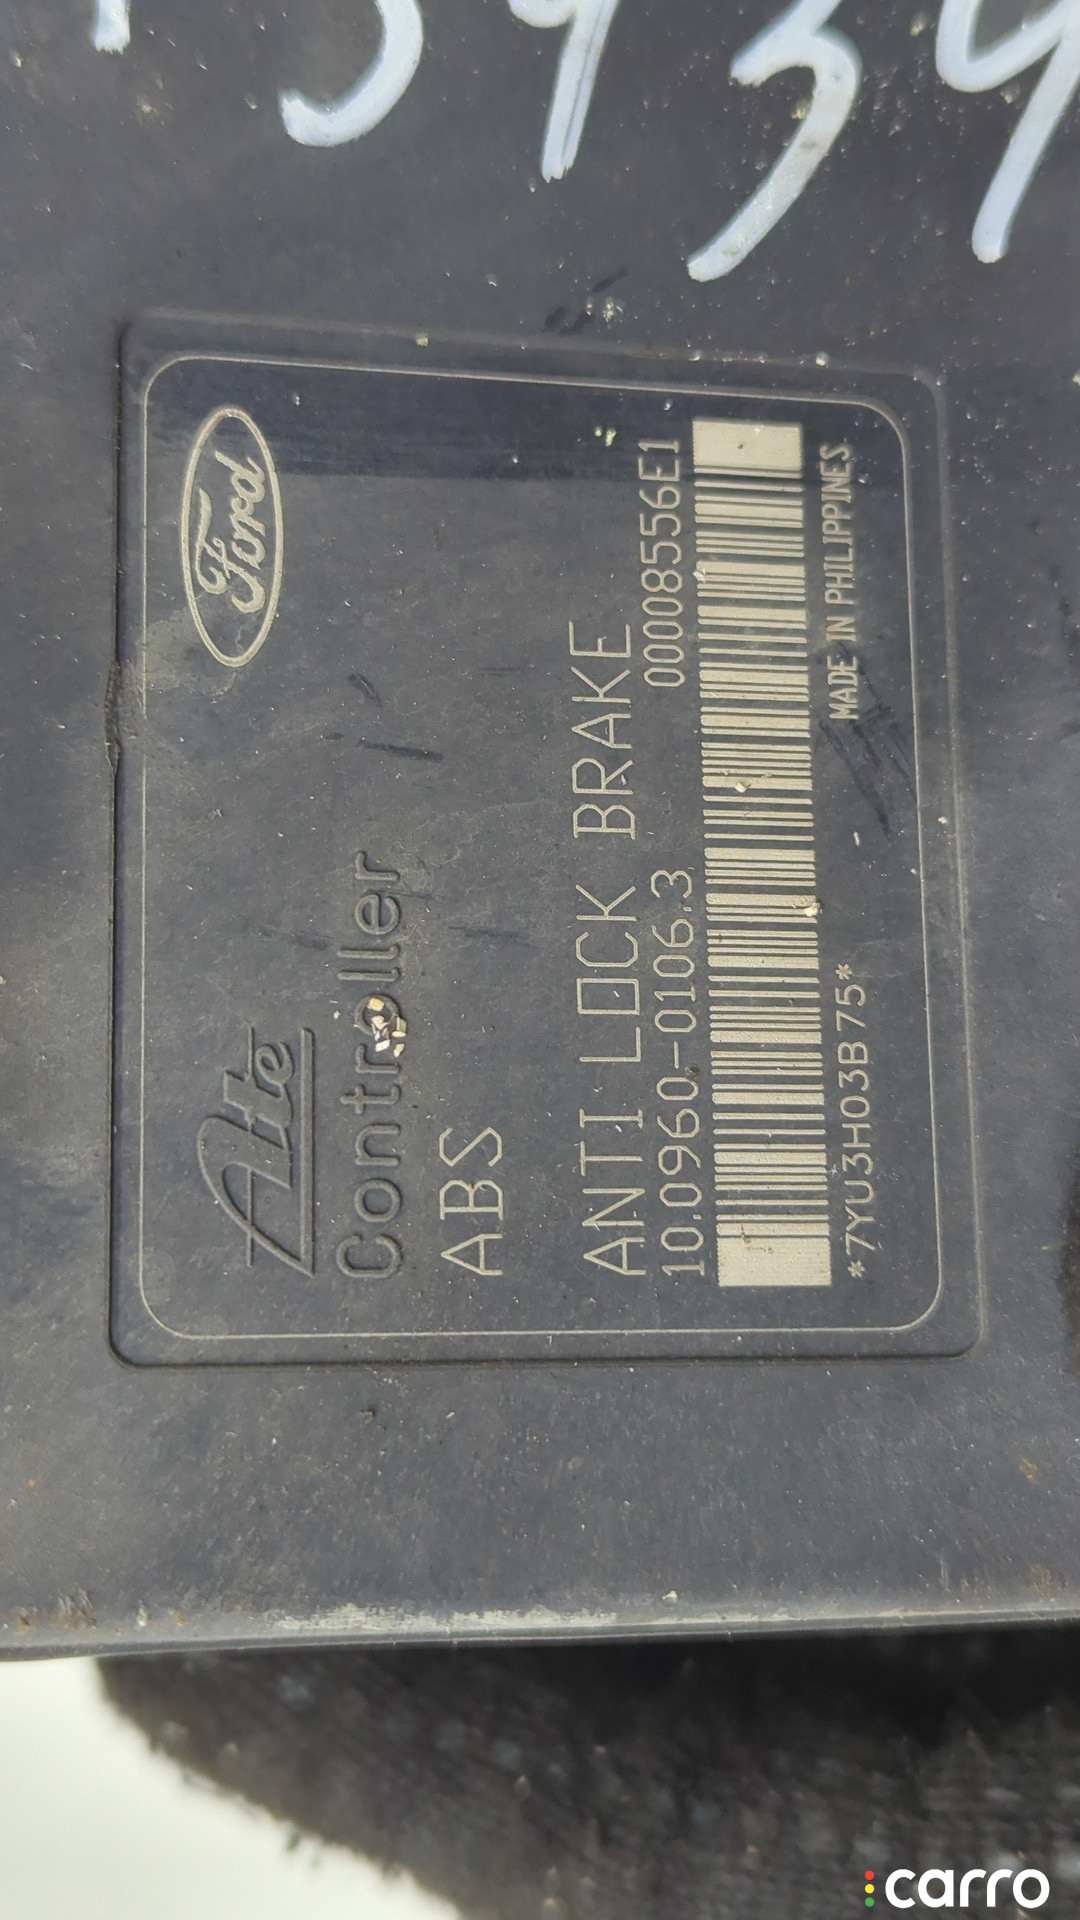 Ford
Ate
Controller
ABS
ANTI LOCK BRAKE
10.0960-0106.3
00008556E1
*7YU3H03B75*
-
MADE IN PHILIPPINES
carro